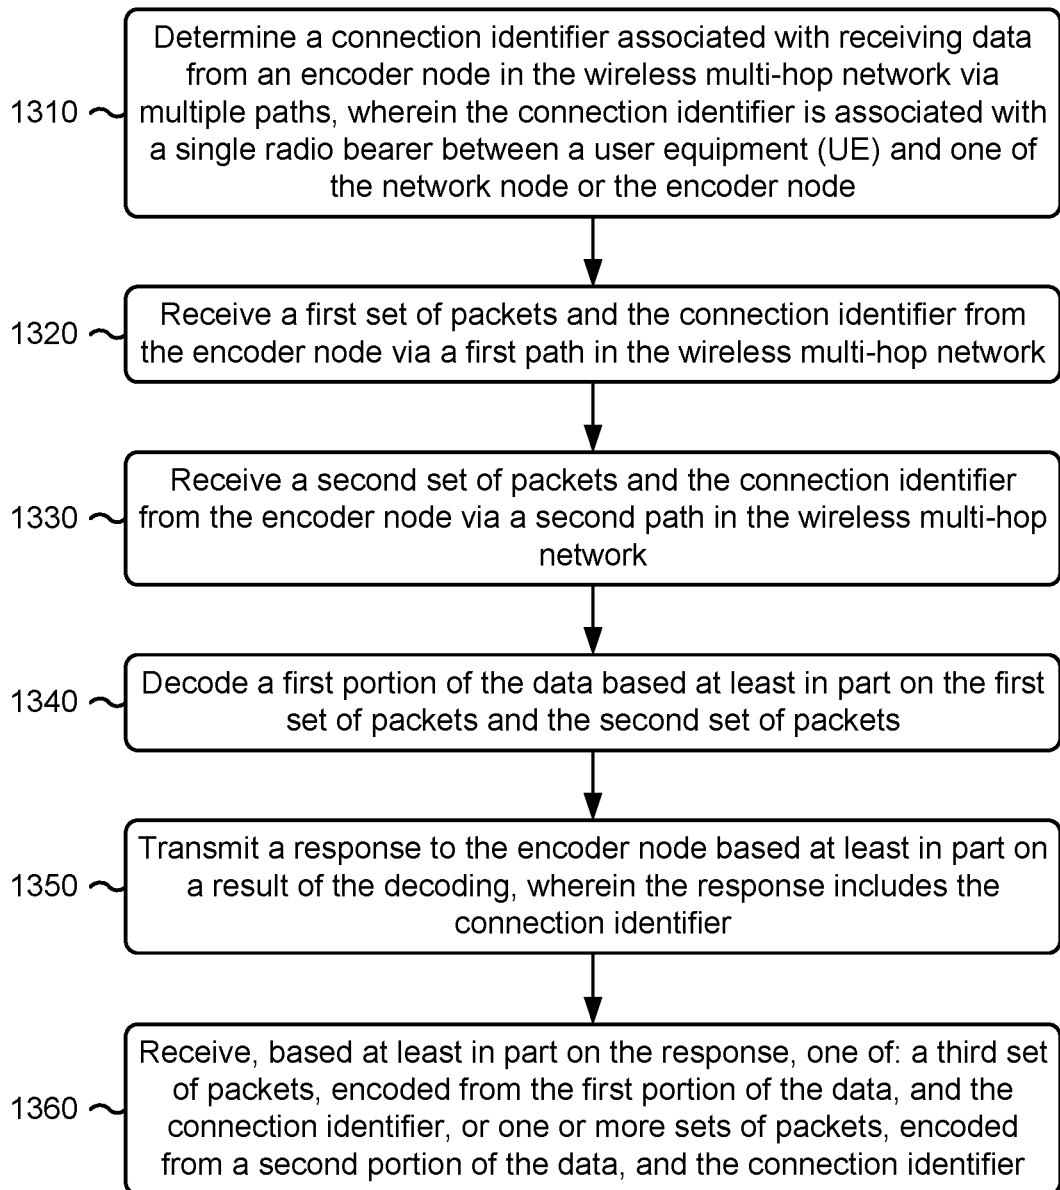 Determine a connection identifier associated with receiving data
from an encoder node in the wireless multi-hop network via
1310
multiple paths, wherein the connection identifier is associated with
a single radio bearer between a user equipment (UE) and one of
the network node or the encoder node
1320
Receive a first set of packets and the connection identifier from
the encoder node via a first path in the wireless multi-hop network
Receive a second set of packets and the connection identifier
1330
from the encoder node via a second path in the wireless multi-hop
network
1340
Decode a first portion of the data based at least in part on the first
set of packets and the second set of packets
Transmit a response to the encoder node based at least in part on
1350
a result of the decoding, wherein the response includes the
connection identifier
Receive, based at least in part on the response, one of: a third set
of packets, encoded from the first portion of the data, and the
1360
connection identifier, or one or more sets of packets, encoded
from a second portion of the data, and the connection identifier